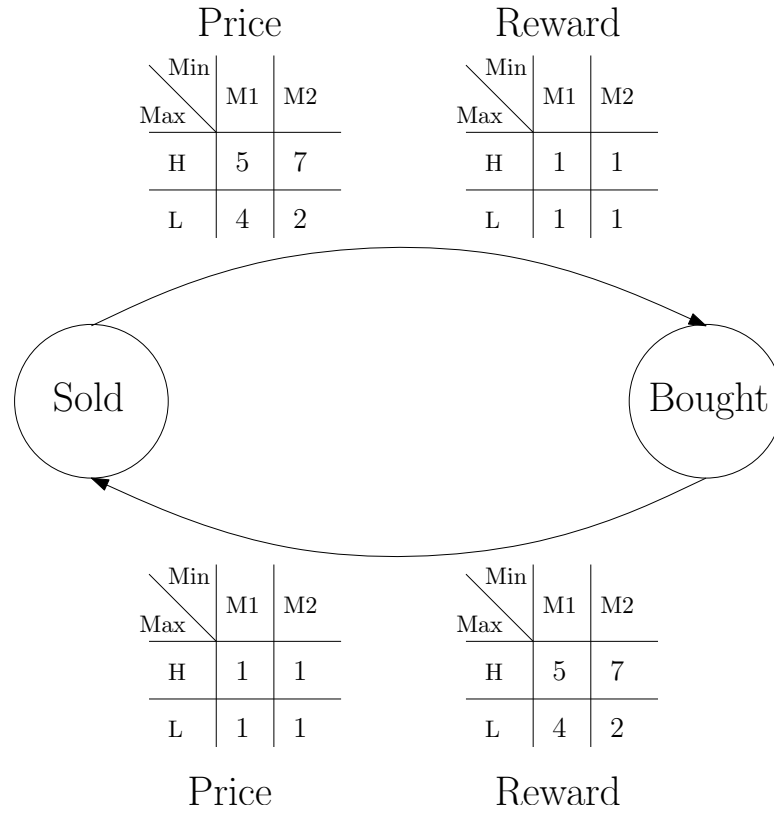 Price Reward
Min Min
M1 M2 M1 M2
Max Max
H 5 7 H 1 1
L 4 2 L 1 1
Sold Bought
Min Min
M1 M2 M1 M2
Max Max
H 1 1 H 5 7
L 1 1 L 4 2
Price Reward